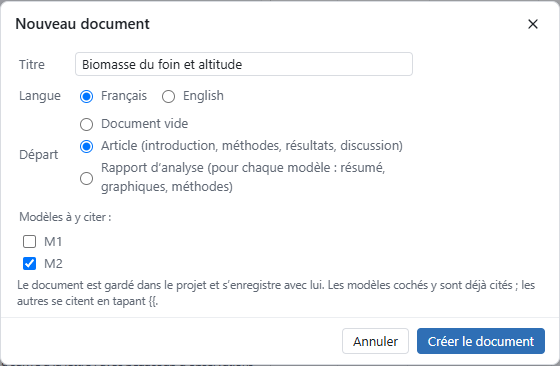 Nouveau document
Titre
Biomasse du foin et altitude
Langue
Français
English
Document vide
Départ
Article (introduction, méthodes, résultats, discussion)
Rapport d’analyse (pour chaque modèle : résumé,
graphiques, méthodes)
Modèles à y citer :
M1
M2
Le document est gardé dans le projet et s’enregistre avec lui. Les modèles cochés y sont déjà cités ; les
autres se citent en tapant {{.
Annuler
Créer le document